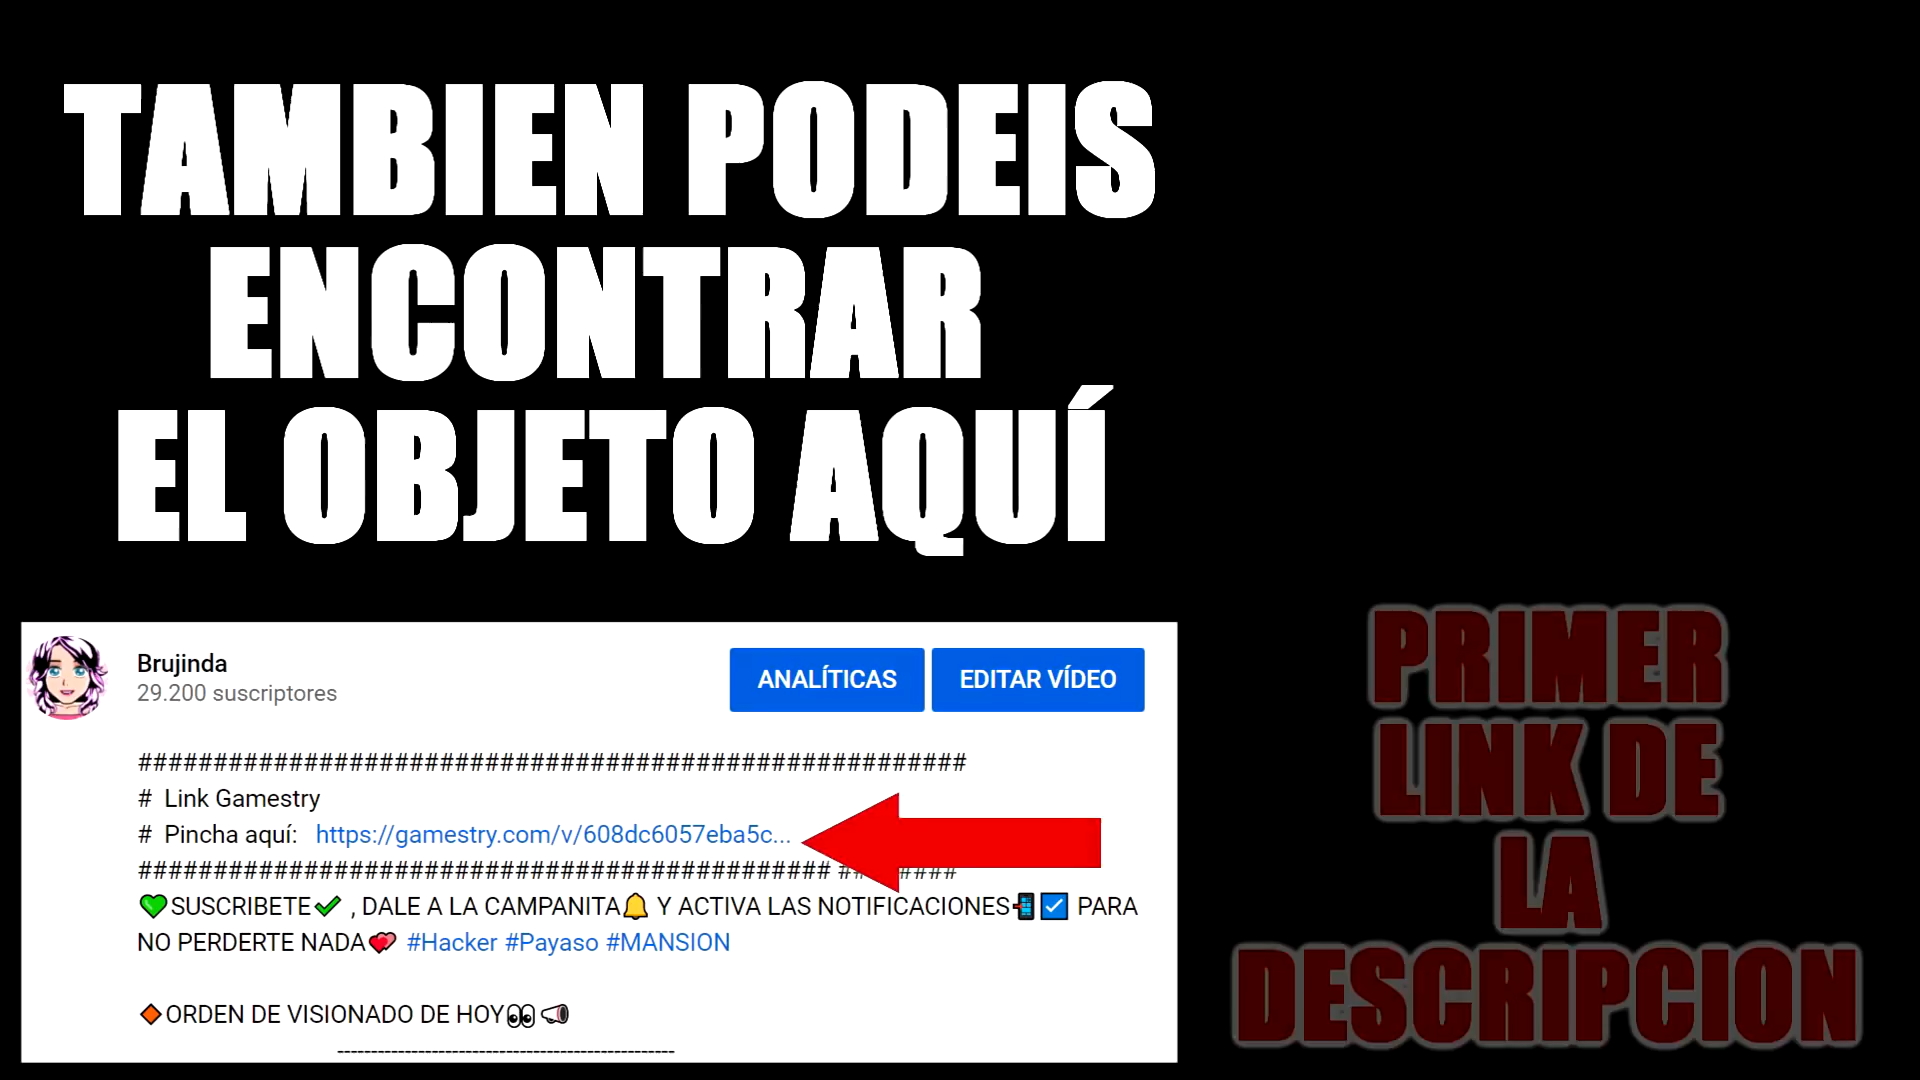 TAMBIEN PODEIS
ENCONTRAR
EL OBJETO AQUÍ
Brujinda
29.200 suscriptores
ANALÍTICAS
EDITAR VÍDEO
#######################################################
# Link Gamestry
# Pincha aquí: https://gamestry.com/v/608dc6057eba5c...
############################################## ########
SUSCRIBETE , DALE A LA CAMPANITA Y ACTIVA LAS NOTIFICACIONES PARA
NO PERDERTE NADA #Hacker #Payaso #MANSION
ORDEN DE VISIONADO DE HOY
--------------------------------------------------
PRIMER
LINK DE
LA
DESCRIPCION